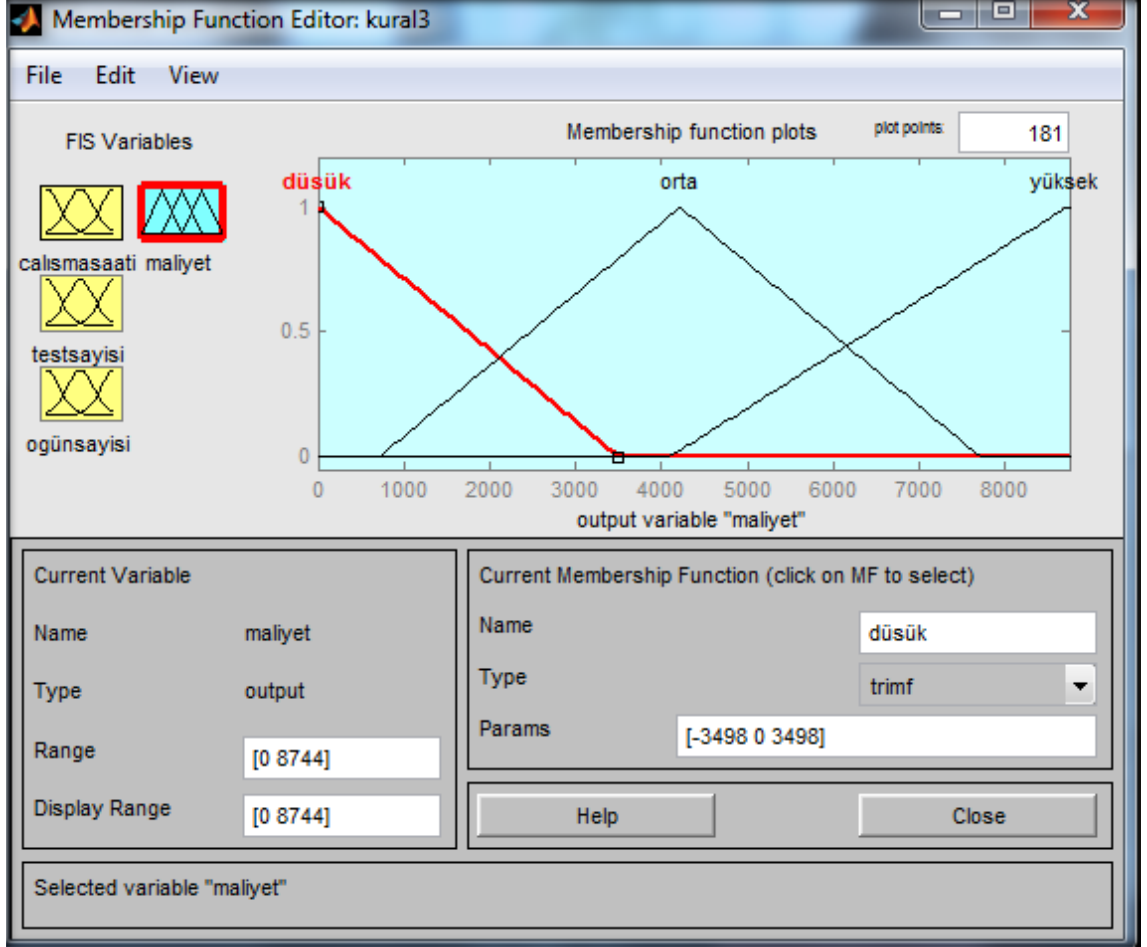 Membership Function Editor: kural3
File Edit View
FIS Variables
Membership function plots
plot points:
181
düsük
orta
yüksek
calısmasaati
maliyet
testsayisi
ogünsayisi
1
0.5
0
0 1000 2000 3000 4000 5000 6000 7000 8000
output variable "maliyet"
Current Variable
Name maliyet
Type output
Range [0 8744]
Display Range [0 8744]
Current Membership Function (click on MF to select)
Name düsük
Type trimf
Params [-3498 0 3498]
Help
Close
Selected variable "maliyet"